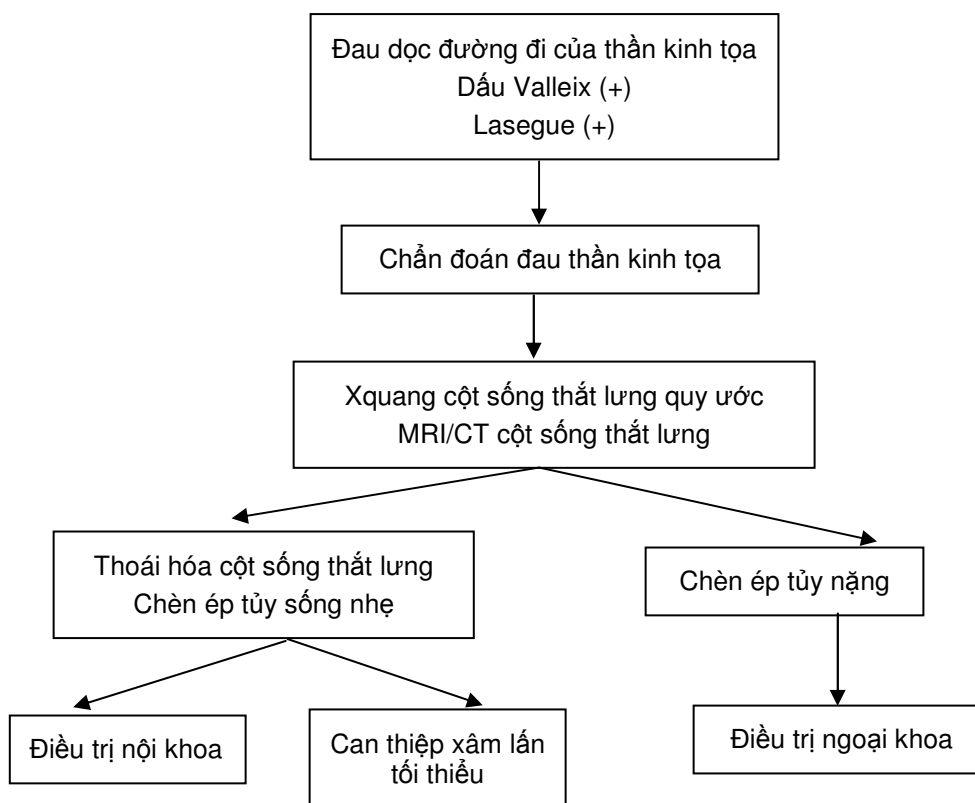 Đau dọc đường đi của thần kinh tọa
Dấu Valleix (+)
Lasegue (+)
Chẩn đoán đau thần kinh tọa
Xquang cột sống thắt lưng quy ước
MRI/CT cột sống thắt lưng
Thoái hóa cột sống thắt lưng
Chèn ép tủy sống nhẹ
Chèn ép tủy nặng
Điều trị nội khoa
Can thiệp xâm lấn
tối thiểu
Điều trị ngoại khoa